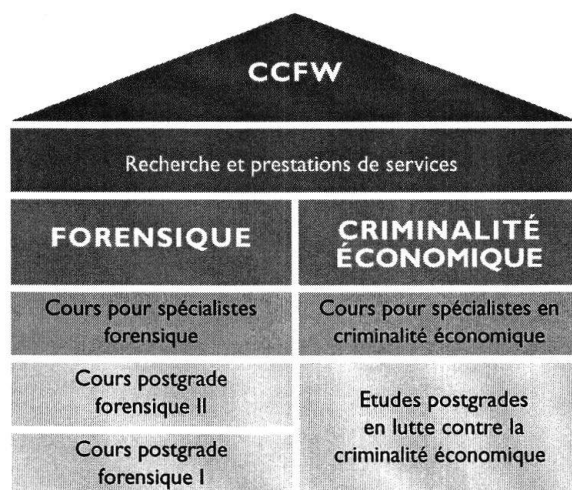 CCFW
Recherche et prestations de services
FORENSIQUE
CRIMINALITÉ
ÉCONOMIQUE
Cours pour spécialistes
forensique
Cours pour spécialistes en
criminalité économique
Cours postgrade
forensique II
Cours postgrade
forensique I
Etudes postgrades
en lutte contre la
criminalité économique